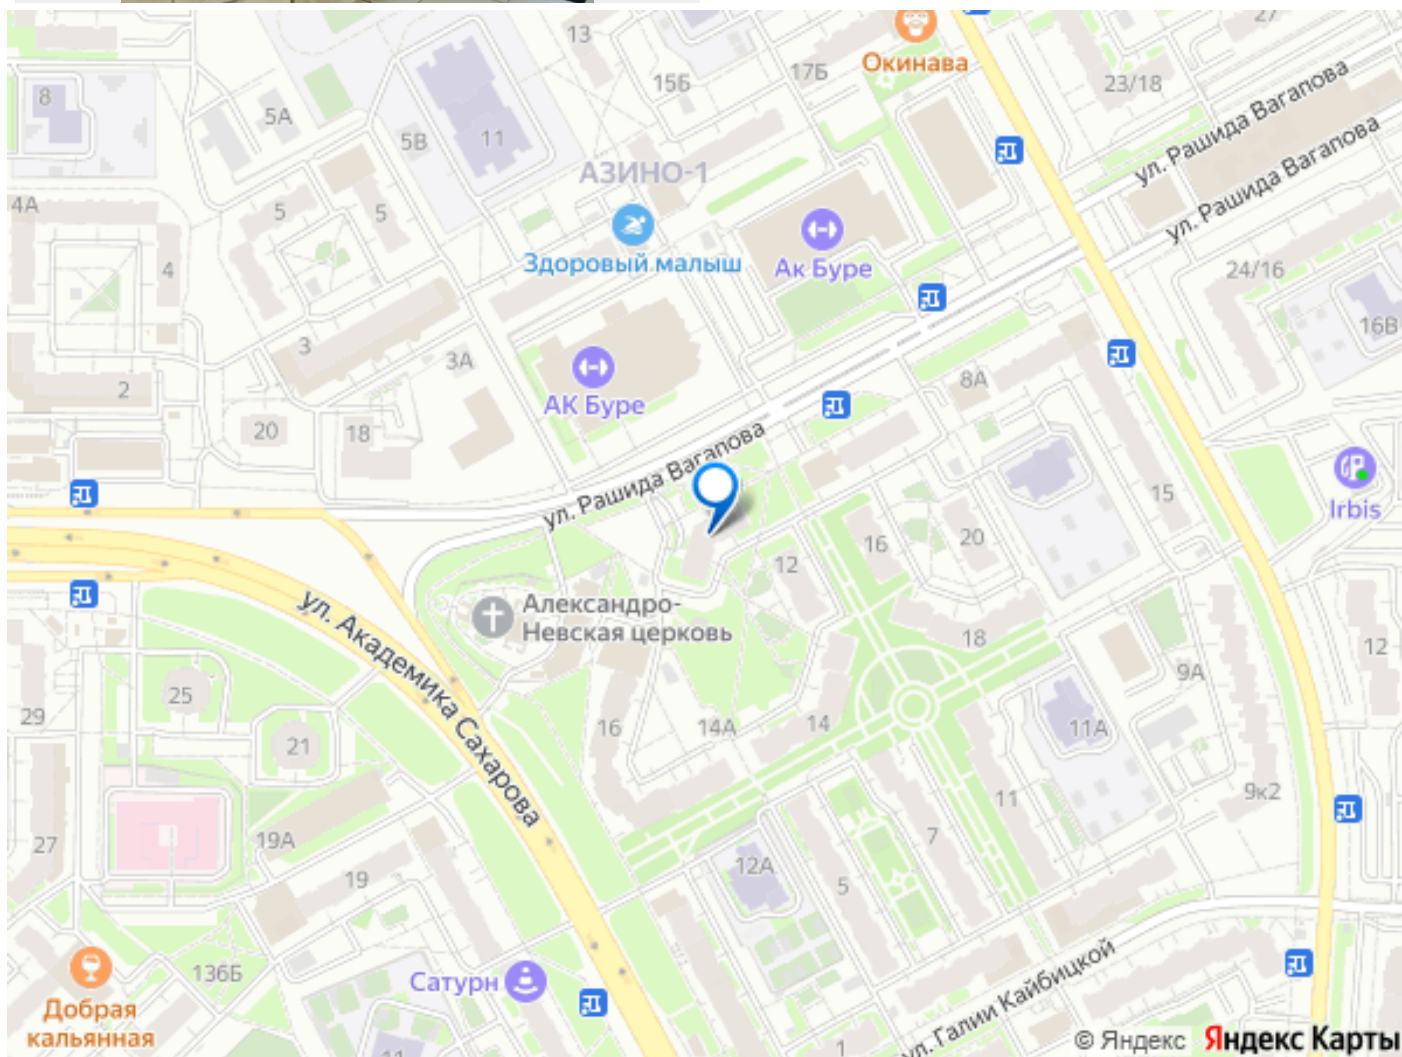 27
13
Окинава
17Б
15Б
23/18
8
5А
ул. Рашида Вагапова
5В
11
ул. Рашида Вагапова
АЗИНО-1
4А
5
5
Здоровый малыш
Ак Буре
4
24/16
16В
3
3А
8А
2
АК Буре
20
18
ул. Рашида Вагапова
15
Irbis
16
20
12
ул. Академика Сахарова
Александро-
Невская церковь
18
12
9А
25
29
16
14А
14
11А
21
9к2
11
27
19А
7
12А
19
5
136Б
Сатурн
ул. Галии Кайбицкой
Добрая
кальянная
11
1
© Яндекс Яндекс Карты